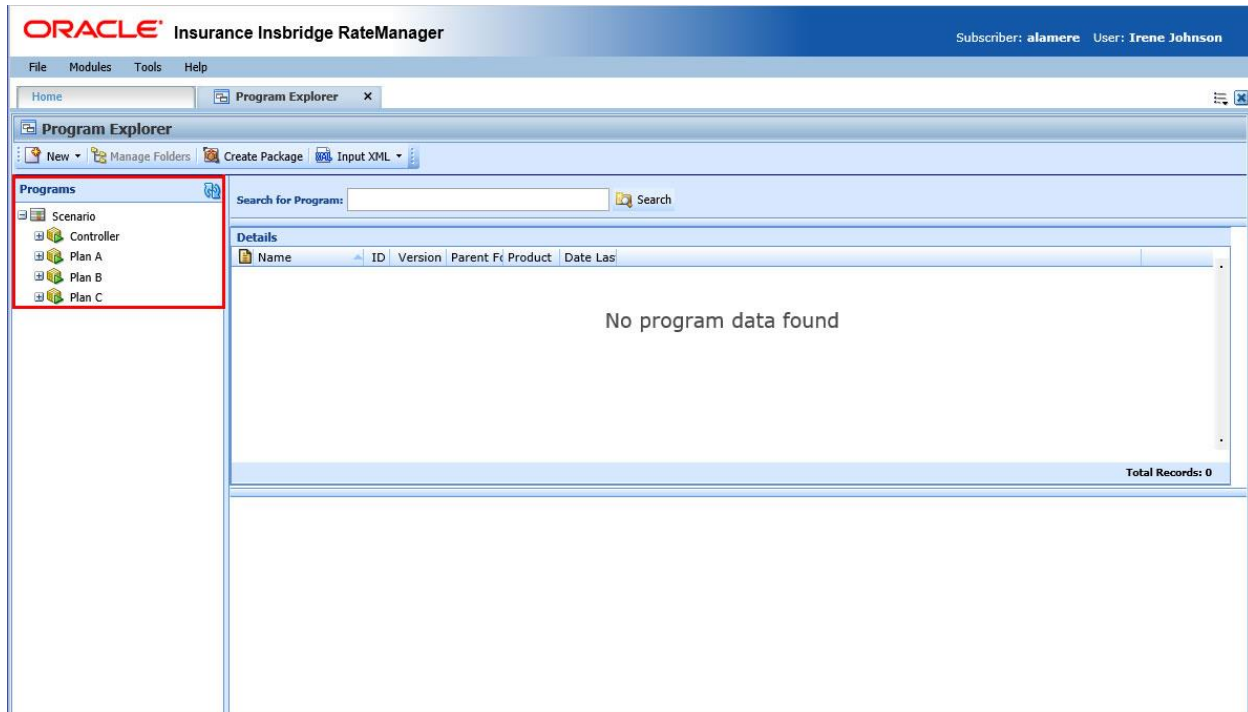 ORACLE Insurance Insbridge RateManager
Subscriber: alamere User: Irene Johnson
File Modules Tools Help
Home Program Explorer x
Program Explorer
New Manage Folders Create Package XML Input XML
Programs
Scenario
Controller
Plan A
Plan B
Plan C
Search for Program: Search
Details
Name ID Version Parent Fo Product Date Las
No program data found
Total Records: 0